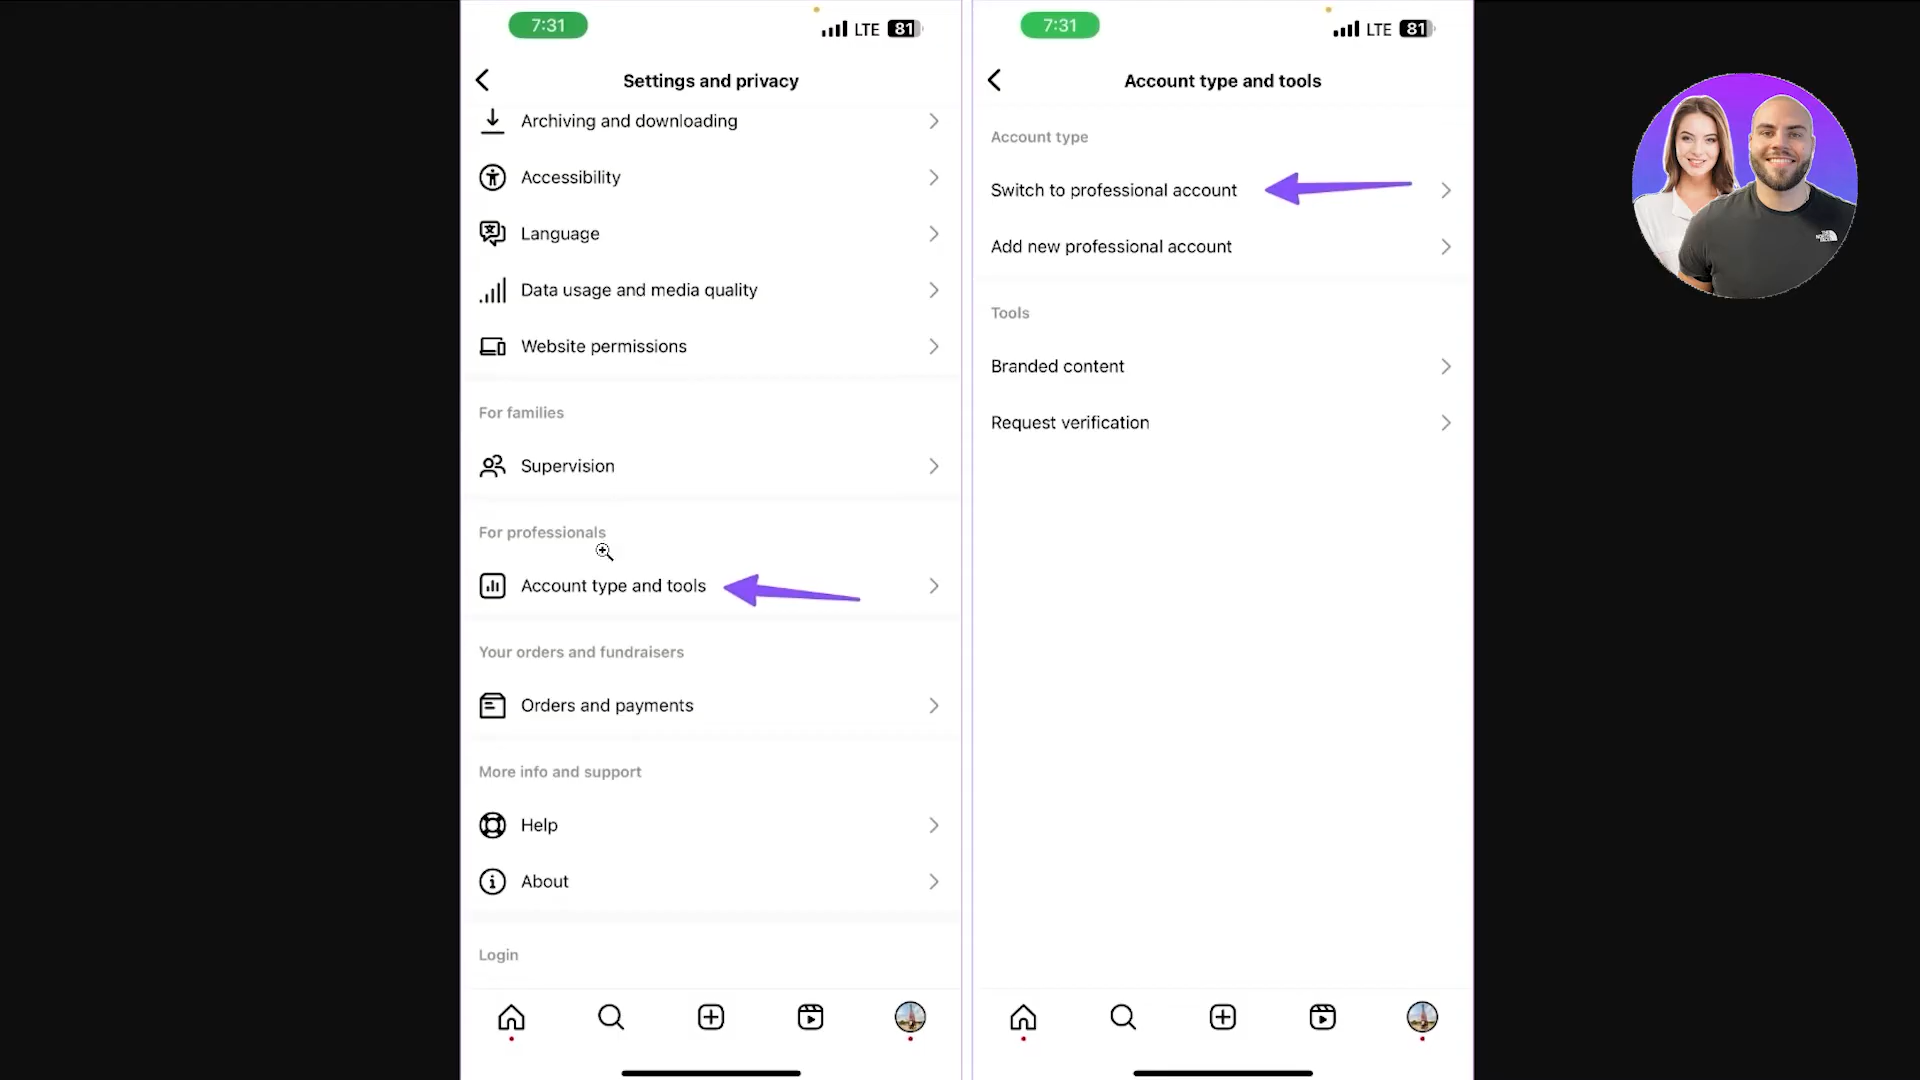 7:31
LTE 81
Settings and privacy
Archiving and downloading
Accessibility
Language
Data usage and media quality
Website permissions
For families
Supervision
For professionals
Account type and tools
Your orders and fundraisers
Orders and payments
More info and support
Help
About
Login
7:31
LTE 81
Account type and tools
Account type
Switch to professional account
Add new professional account
Tools
Branded content
Request verification
THE
NORTH
FACE